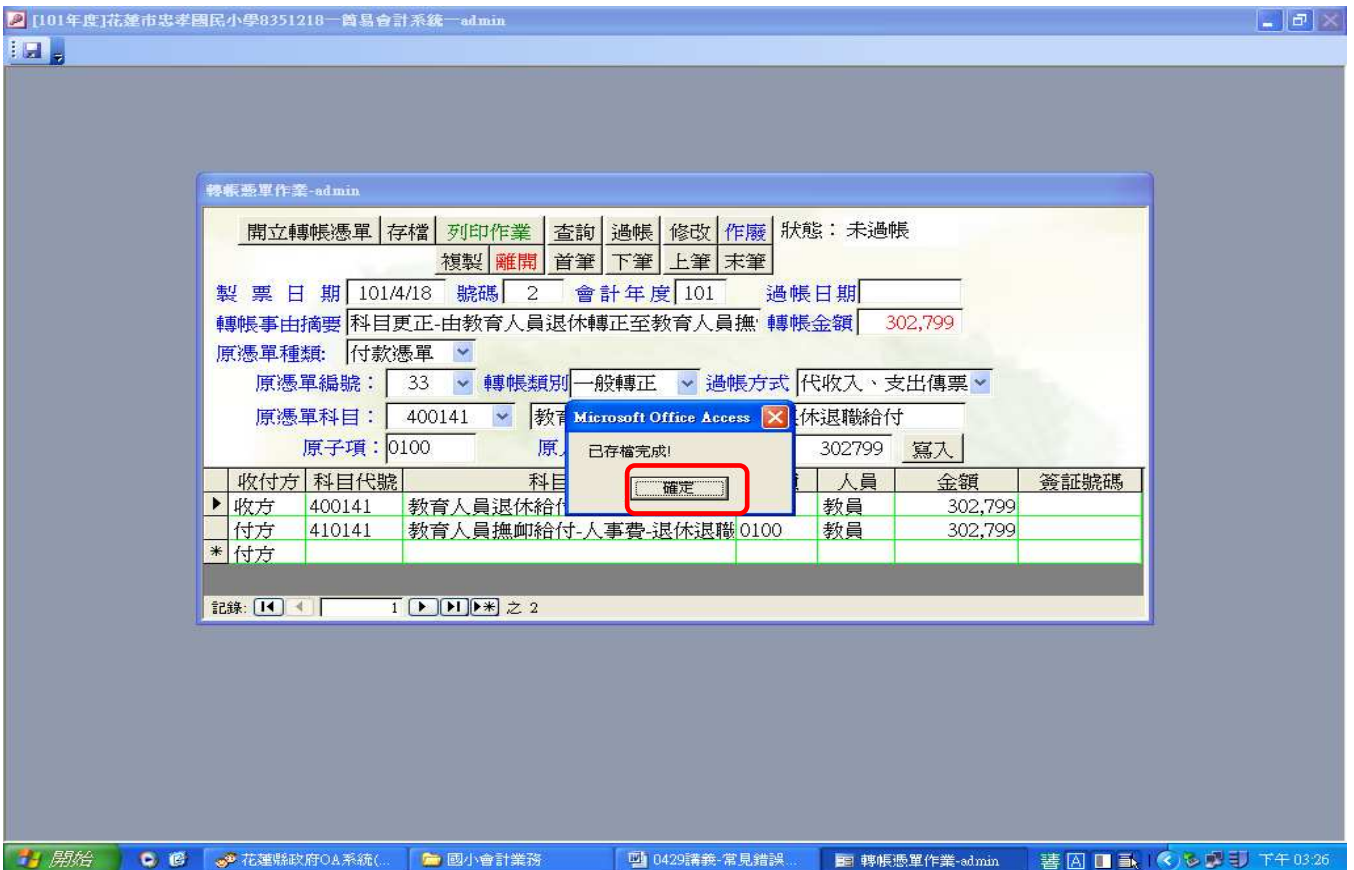 [101年度]花蓮市忠孝國民小學8351218─簡易會計系統─admin
轉帳憑單作業-admin
開立轉帳憑單 存檔 列印作業 查詢 過帳 修改 作廢 狀態：未過帳
複製 離開 首筆 下筆 上筆 末筆
製票日期 101/4/18 號碼 2 會計年度 101 過帳日期
轉帳事由摘要 科目更正-由教育人員退休轉正至教育人員撫 轉帳金額 302,799
原憑單種類: 付款憑單
原憑單編號： 33 轉帳類別 一般轉正 過帳方式 代收入、支出傳票
原憑單科目： 400141 教育 休退職給付
Microsoft Office Access
原子項：0100 原 302799 寫入
已存檔完成!
確定
收付方 科目代號 科目 人員 金額 簽証號碼
收方 400141 教育人員退休給付 教員 302,799
付方 410141 教育人員撫卹給付-人事費-退休退職 0100 教員 302,799
* 付方
記錄: 1 之 2
開始 花蓮縣政府OA系統(... 國小會計業務 0429講義-常見錯誤... 轉帳憑單作業-admin A 下午 03:26